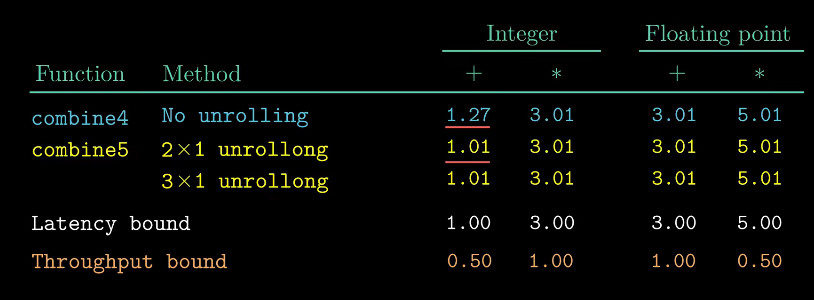 Integer Floating point
Function Method + * + *
combine4 No unrolling 1.27 3.01 3.01 5.01
combine5 2×1 unrollong 1.01 3.01 3.01 5.01
3×1 unrollong 1.01 3.01 3.01 5.01
Latency bound 1.00 3.00 3.00 5.00
Throughput bound 0.50 1.00 1.00 0.50